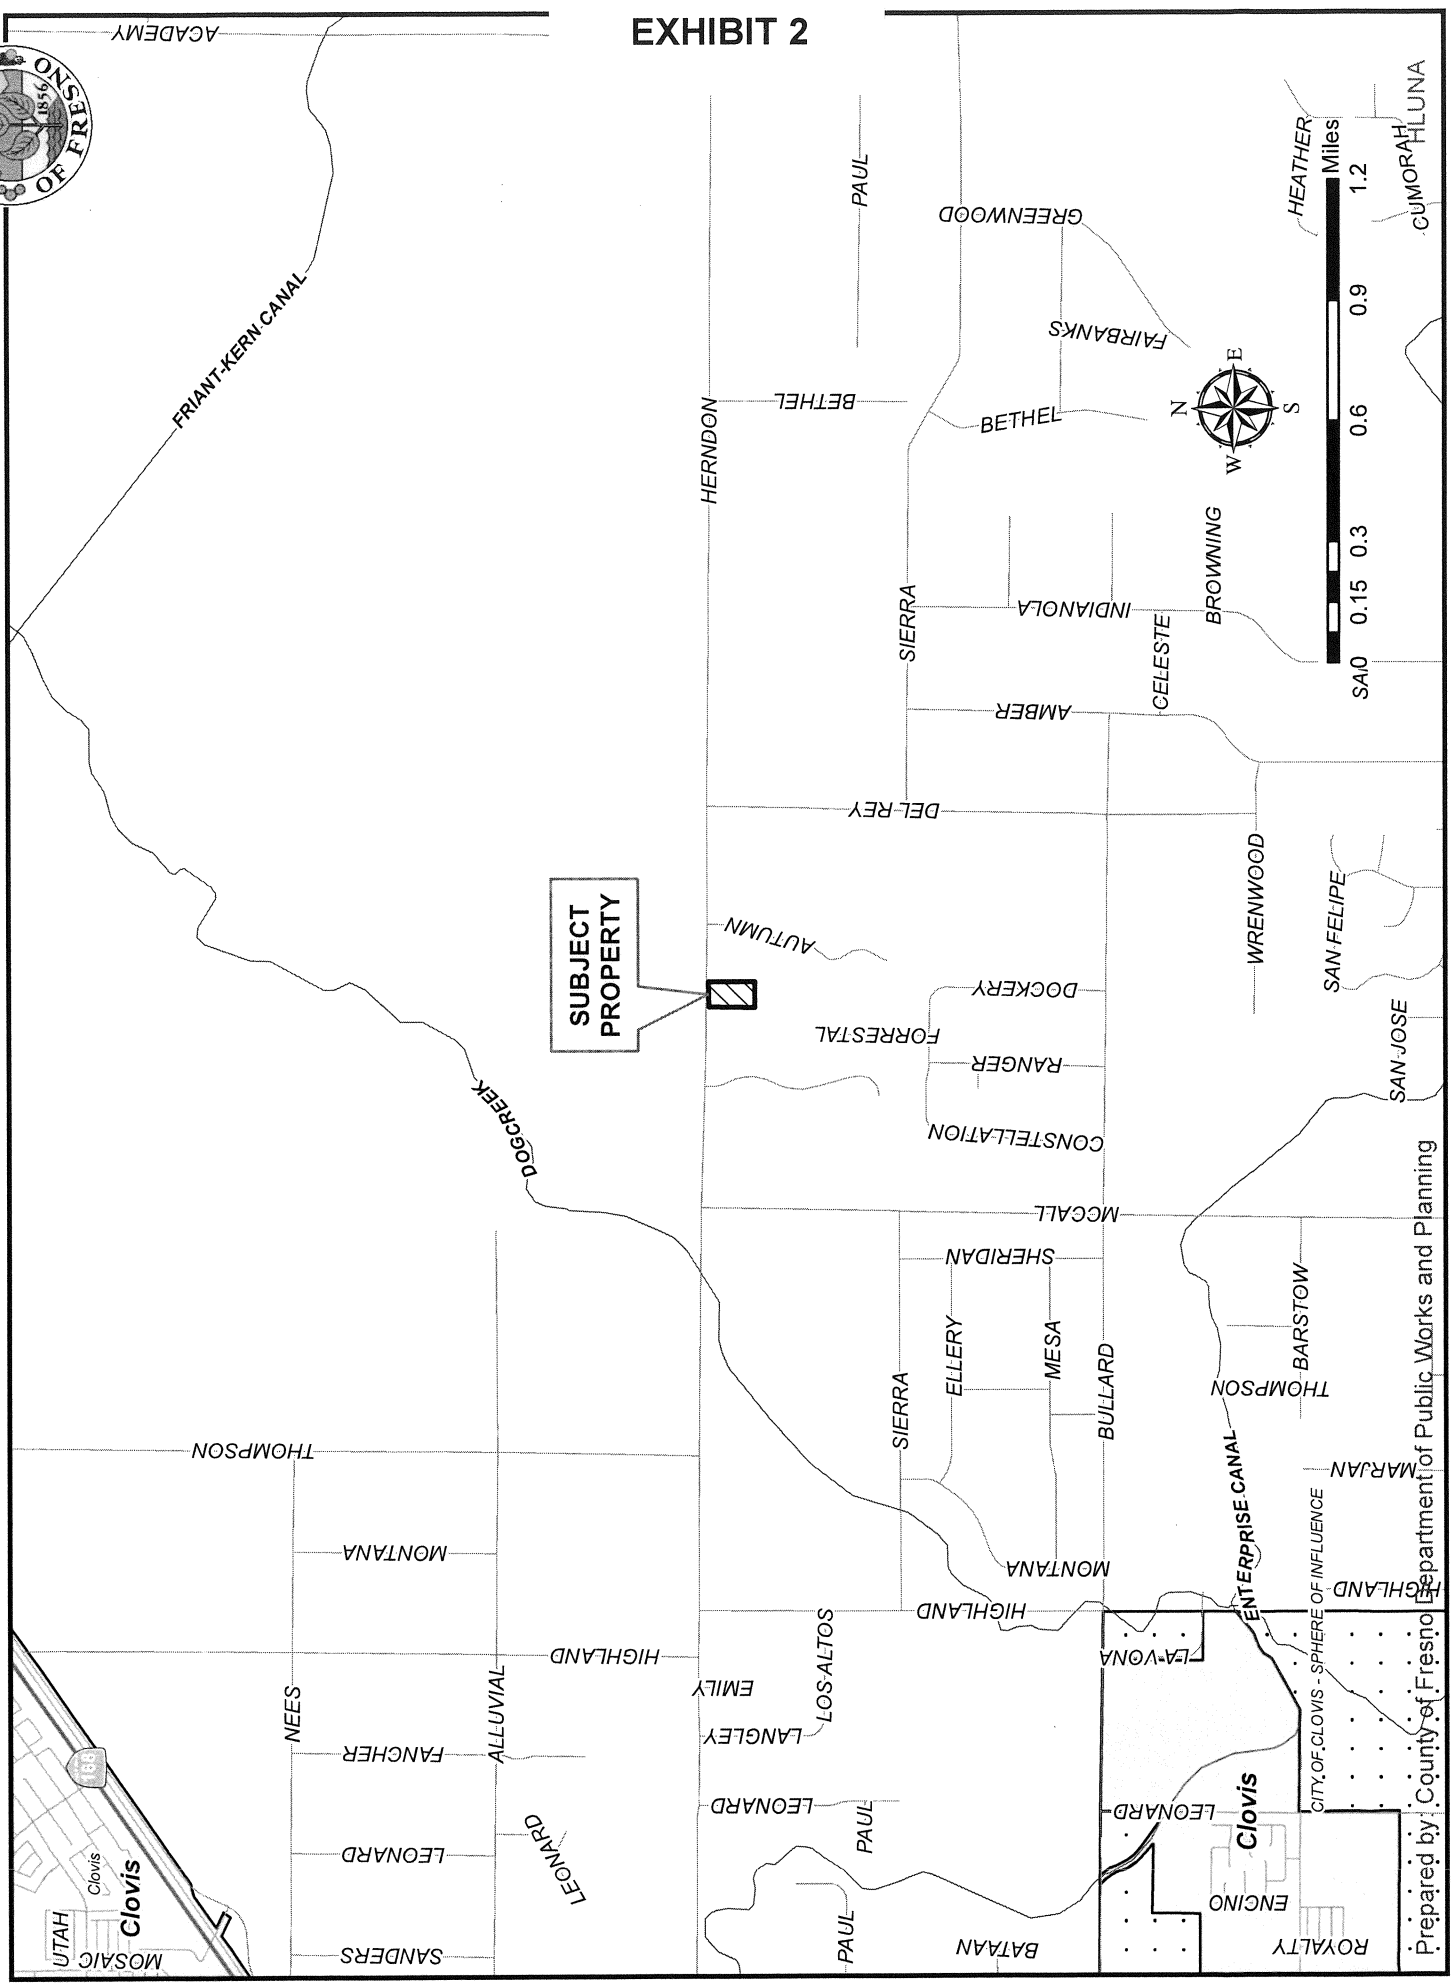 EXHIBIT 2
OF FRESNO
1856
ACADEMY
FRIANT-KERN CANAL
HERNDON
PAUL
BETHEL
SIERRA
GREENWOOD
FAIRBANKS
BETHEL
INDIANOLA
BROWNING
CELESTE
AMBER
DEL REY
WRENWOOD
HEATHER
CUMORAH
HLUNA
N
E
S
W
0 0.15 0.3 0.6 0.9 1.2
Miles
SUBJECT
PROPERTY
AUTUMN
DOCKERY
FORRESTAL
RANGER
CONSTELLATION
SAN FELIPE
SAN JOSE
DOGCREEK
MCCALL
SHERIDAN
ELLERY
MESA
SIERRA
BULLARD
BARSTOW
THOMPSON
MARJAN
MONTANA
HIGHLAND
ENTERPRISE CANAL
CITY OF CLOVIS - SPHERE OF INFLUENCE
HIGHLAND
THOMPSON
MONTANA
HIGHLAND
NEES
ALLUVIAL
FANCHER
LEONARD
LEONARD
SANDERS
EMILY
LANGLEY
LOS ALTOS
LEONARD
PAUL
PAUL
BATAAN
LA VONA
LEONARD
Clovis
ENCINO
ROYALTY
Clovis
Clovis
UTAH
MOSAIC
Prepared by: County of Fresno Department of Public Works and Planning